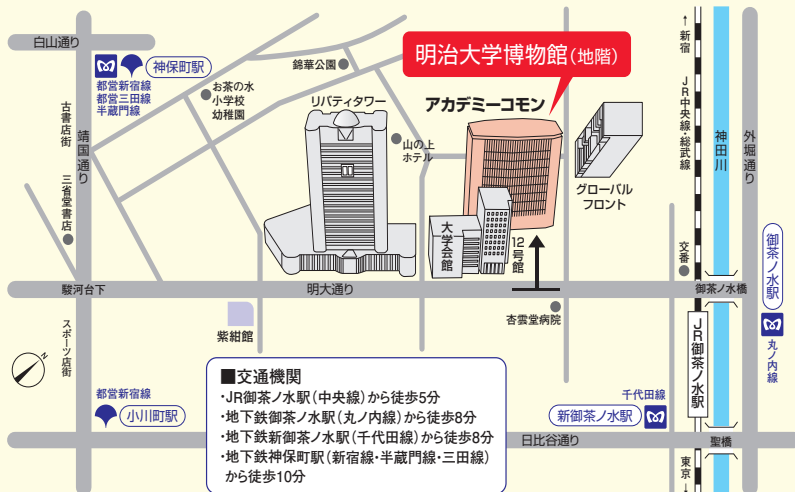 白山通り
神保町駅
都営新宿線
都営三田線
半蔵門線
古書店街
靖国通り
三省堂書店
お茶の水
小学校
幼稚園
錦華公園
リバティタワー
山の上
ホテル
明治大学博物館(地階)
アカデミーコモン
グローバル
フロント
大学会館
12号館
↑新宿
JR中央線・総武線
神田川
外堀通り
交番
御茶ノ水駅
丸ノ内線
駿河台下
明大通り
御茶ノ水橋
杏雲堂病院
紫紺館
スポーツ店街
N
都営新宿線
小川町駅
■交通機関
・JR御茶ノ水駅(中央線)から徒歩5分
・地下鉄御茶ノ水駅(丸ノ内線)から徒歩8分
・地下鉄新御茶ノ水駅(千代田線)から徒歩8分
・地下鉄神保町駅(新宿線・半蔵門線・三田線)
から徒歩10分
千代田線
新御茶ノ水駅
JR御茶ノ水駅
日比谷通り
聖橋
東京↓